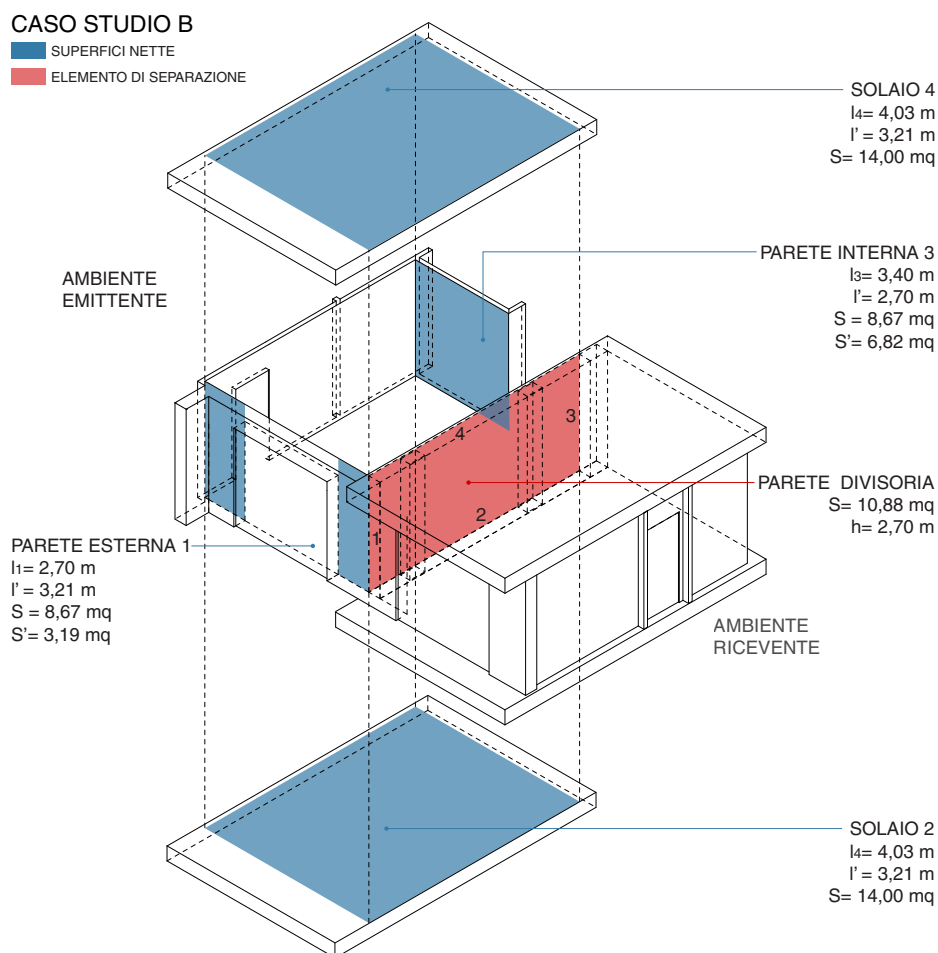 CASO STUDIO B
SUPERFICI NETTE
ELEMENTO DI SEPARAZIONE
SOLAIO 4
l4= 4,03 m
l' = 3,21 m
S= 14,00 mq
AMBIENTE
EMITTENTE
PARETE INTERNA 3
l3= 3,40 m
l'= 2,70 m
S = 8,67 mq
S'= 6,82 mq
4
3
2
1
PARETE DIVISORIA
S= 10,88 mq
h= 2,70 m
PARETE ESTERNA 1
l1= 2,70 m
l' = 3,21 m
S = 8,67 mq
S'= 3,19 mq
AMBIENTE
RICEVENTE
SOLAIO 2
l4= 4,03 m
l' = 3,21 m
S= 14,00 mq